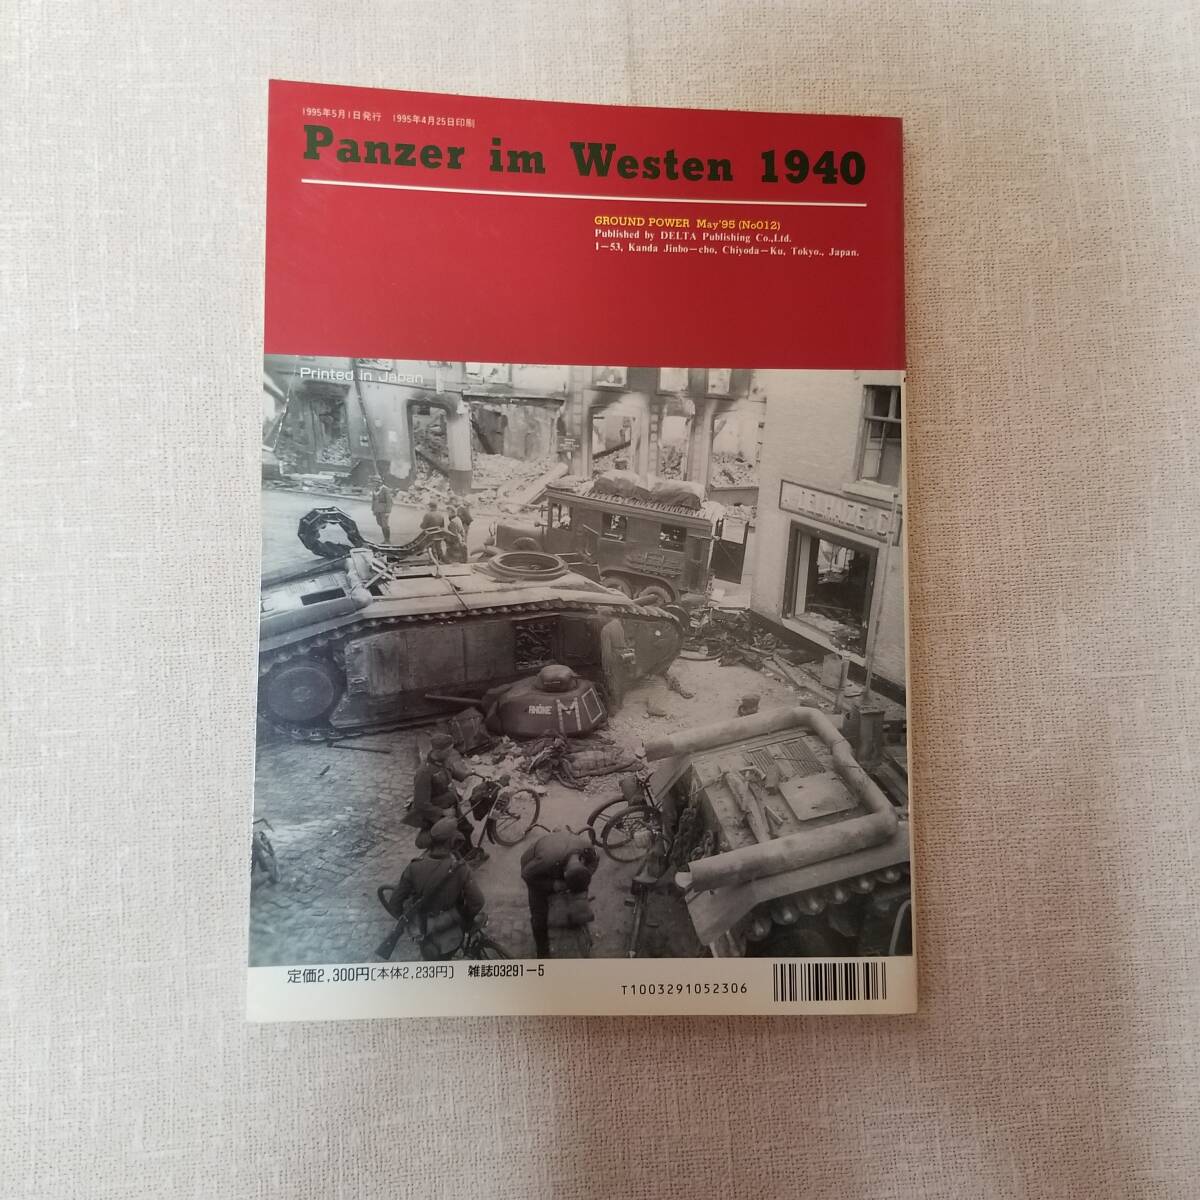 1995年5月1日発行 1995年4月25日印刷
Panzer im Westen 1940
GROUND POWER May'95 (No012)
Published by DELTA Publishing Co.,Ltd.
1-53, Kanda Jinbo-cho, Chiyoda-Ku, Tokyo., Japan.
Printed in Japan
RHÔNE M
定価2,300円〔本体2,233円〕 雑誌03291-5
T1003291052306